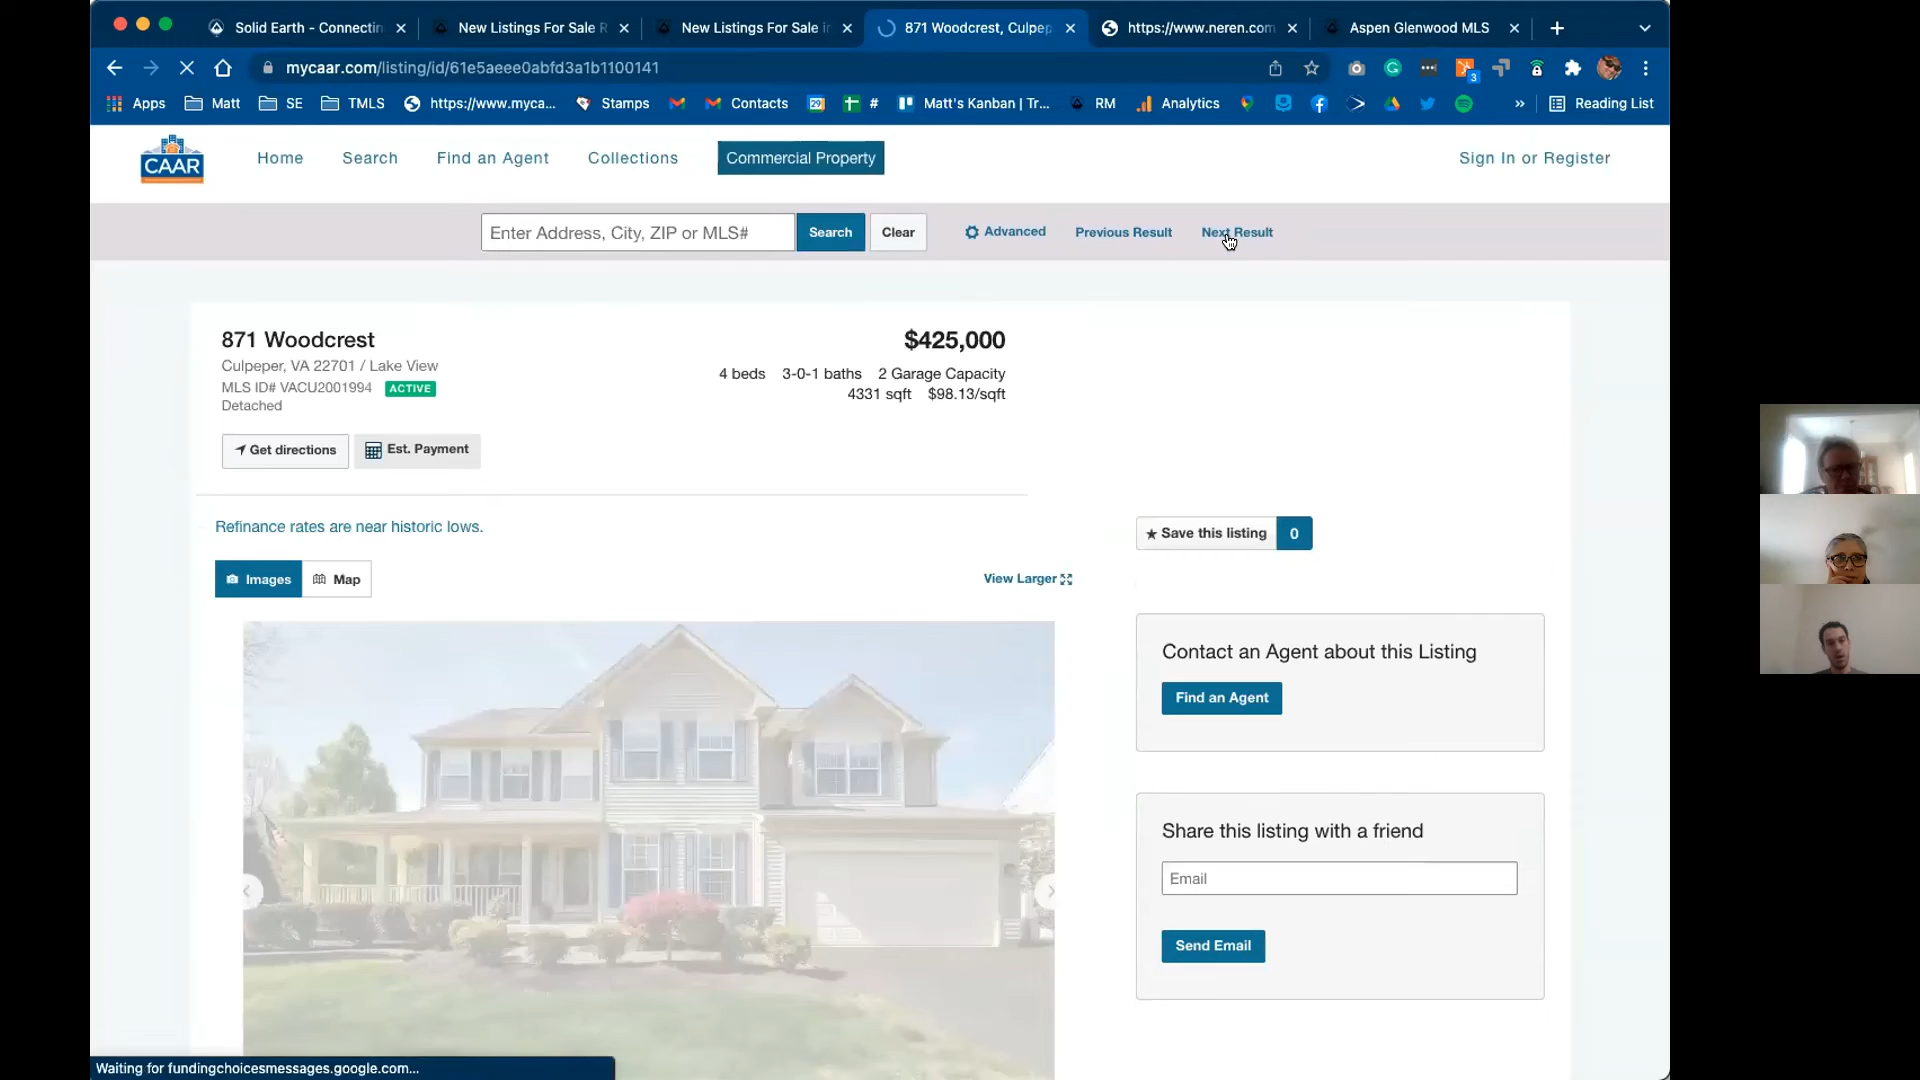 Solid Earth - Connectin
New Listings For Sale R
New Listings For Sale in
871 Woodcrest, Culpep
https://www.neren.com
Aspen Glenwood MLS
mycaar.com/listing/id/61e5aeee0abfd3a1b1100141
3
Apps
Matt
SE
TMLS
https://www.myca...
Stamps
Contacts
#
Matt's Kanban | Tr...
RM
Analytics
»
Reading List
CAAR
Home
Search
Find an Agent
Collections
Commercial Property
Sign In or Register
Enter Address, City, ZIP or MLS#
Search
Clear
Advanced
Previous Result
Next Result
871 Woodcrest
$425,000
Culpeper, VA 22701 / Lake View
4 beds 3-0-1 baths 2 Garage Capacity
MLS ID# VACU2001994 ACTIVE
4331 sqft $98.13/sqft
Detached
Get directions
Est. Payment
Refinance rates are near historic lows.
Save this listing 0
Images
Map
View Larger
Contact an Agent about this Listing
Find an Agent
Share this listing with a friend
Email
Send Email
Waiting for fundingchoicesmessages.google.com...